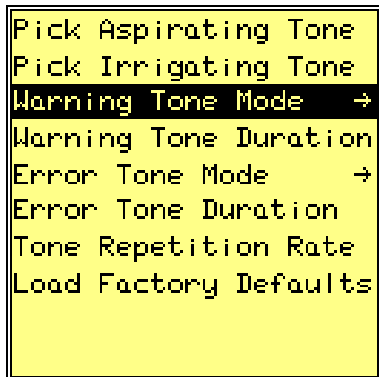 Pick Aspirating Tone
Pick Irrigating Tone
Warning Tone Mode →
Warning Tone Duration
Error Tone Mode →
Error Tone Duration
Tone Repetition Rate
Load Factory Defaults